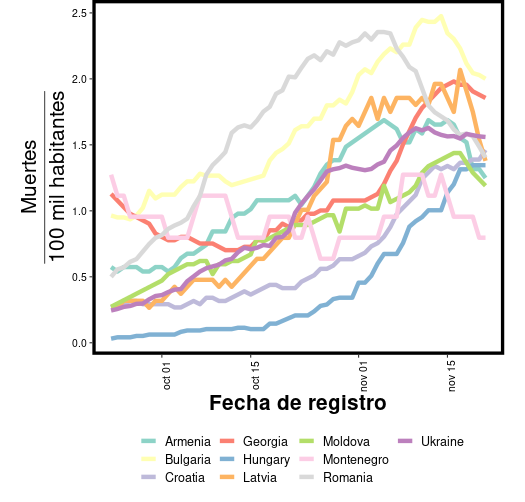 2.5
2.0
1.5
1.0
0.5
0.0
Muertes
100 mil habitantes
oct 01
oct 15
nov 01
nov 15
Fecha de registro
Armenia Georgia Moldova Ukraine
Bulgaria Hungary Montenegro
Croatia Latvia Romania